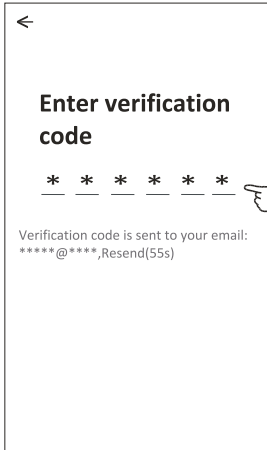 Enter verification
code
* * * * * *
Verification code is sent to your email:
*****@****,Resend(55s)